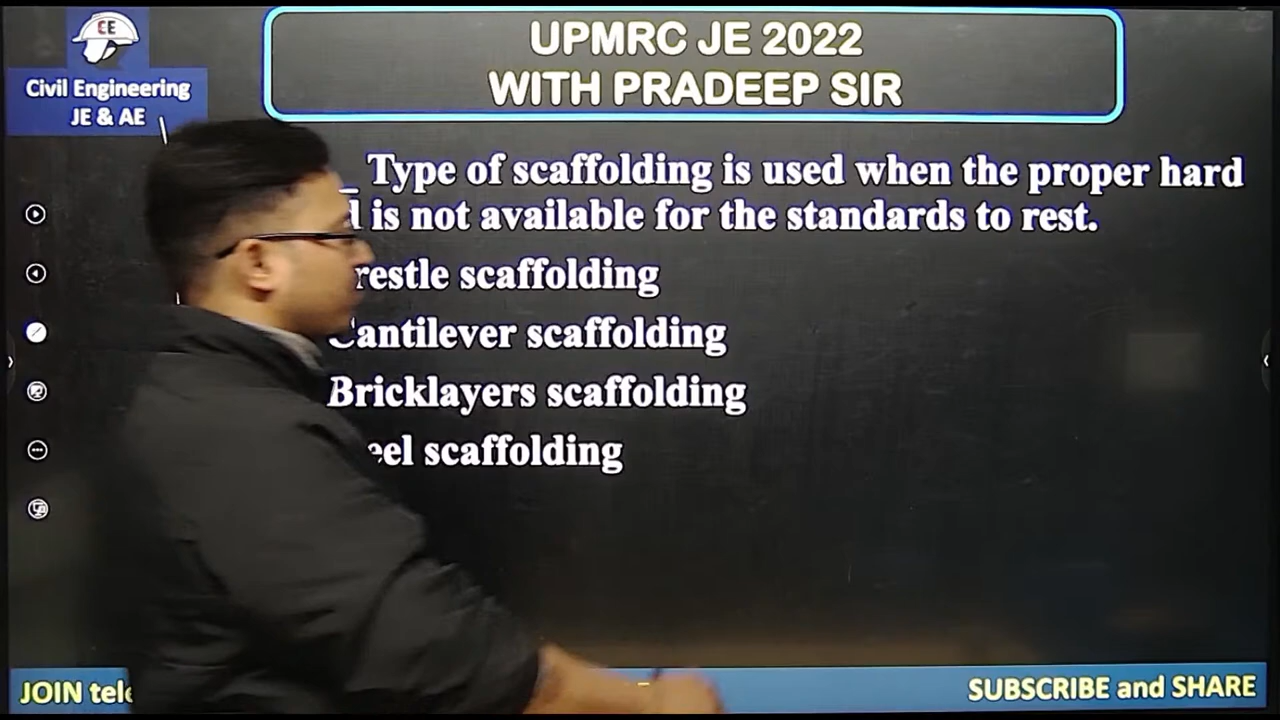 CE
Civil Engineering
JE & AE
UPMRC JE 2022
WITH PRADEEP SIR
_ Type of scaffolding is used when the proper hard
is not available for the standards to rest.
restle scaffolding
Cantilever scaffolding
Bricklayers scaffolding
eel scaffolding
JOIN tele
SUBSCRIBE and SHARE